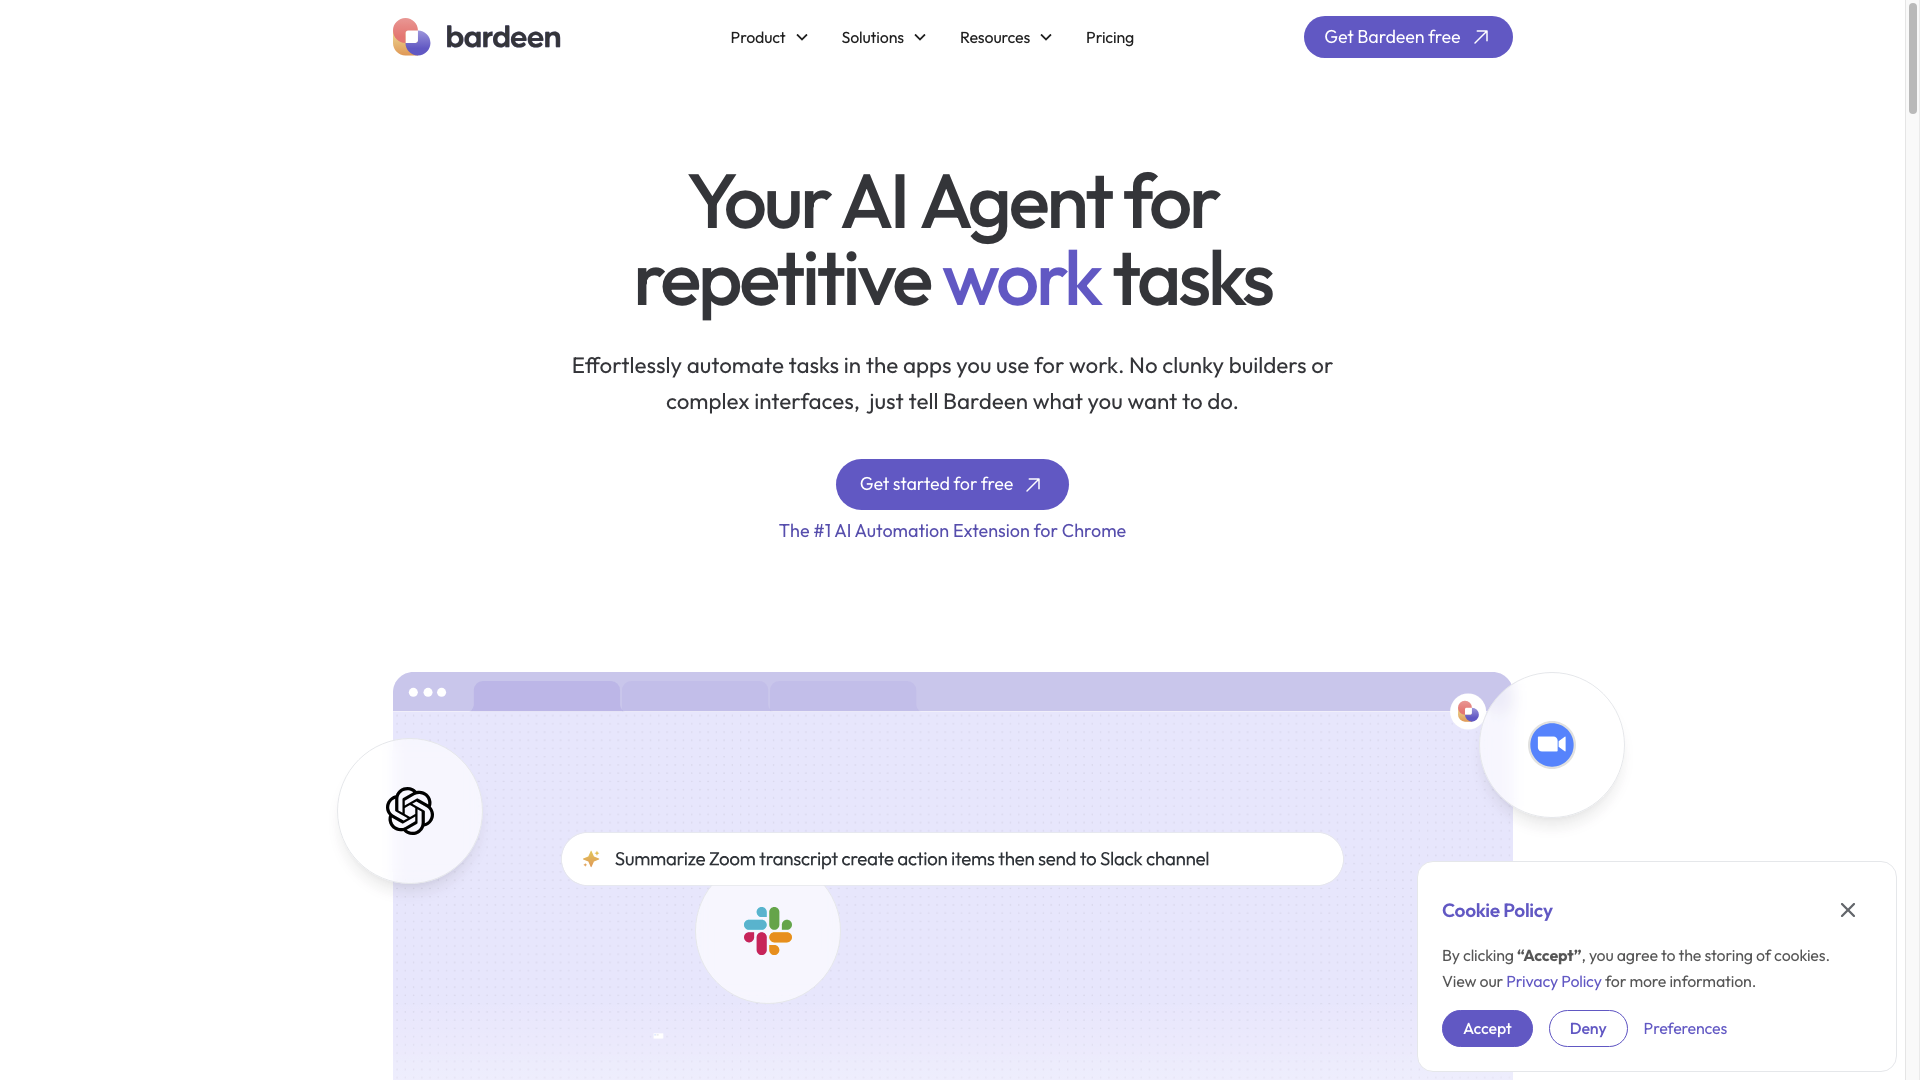 bardeen
Product
Solutions
Resources
Pricing
Get Bardeen free
Your AI Agent for
repetitive work tasks
Effortlessly automate tasks in the apps you use for work. No clunky builders or
complex interfaces, just tell Bardeen what you want to do.
Get started for free
The #1 AI Automation Extension for Chrome
Summarize Zoom transcript create action items then send to Slack channel
Cookie Policy
By clicking “Accept”, you agree to the storing of cookies.
View our Privacy Policy for more information.
Accept
Deny
Preferences